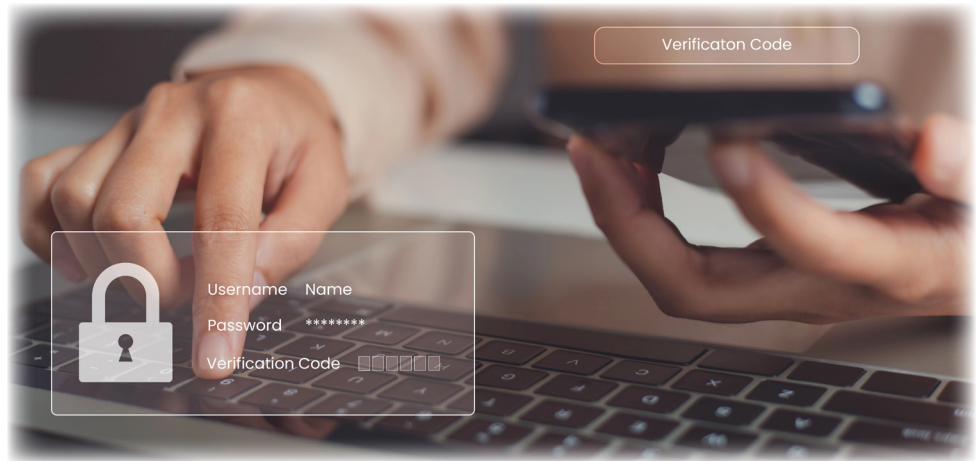 Verificaton Code
Username Name
Password ********
Verification Code